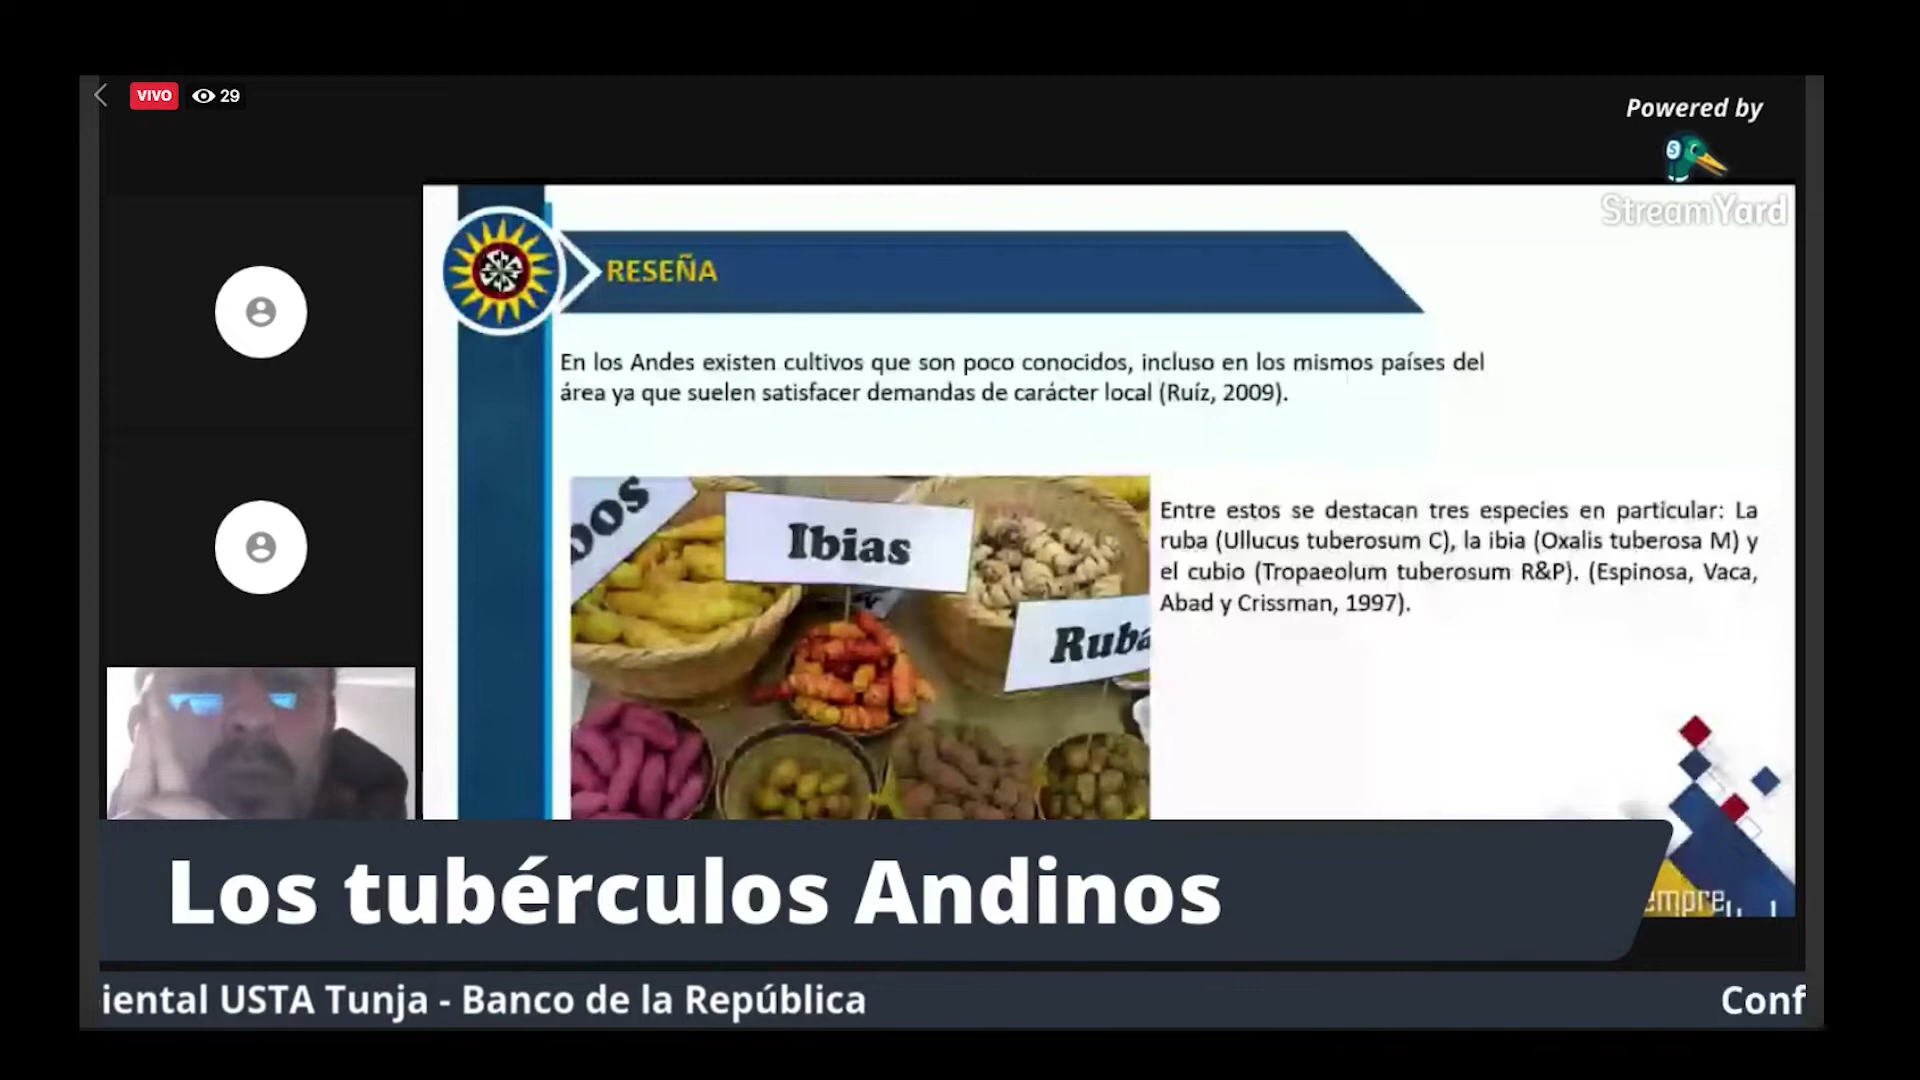 VIVO
29
Powered by
StreamYard
RESEÑA
En los Andes existen cultivos que son poco conocidos, incluso en los mismos países del
área ya que suelen satisfacer demandas de carácter local (Ruíz, 2009).
bos
Ibias
Ruba
Entre estos se destacan tres especies en particular: La
ruba (Ullucus tuberosum C), la ibia (Oxalis tuberosa M) y
el cubio (Tropaeolum tuberosum R&P). (Espinosa, Vaca,
Abad y Crissman, 1997).
empre
Los tubérculos Andinos
iental USTA Tunja - Banco de la República
Conf